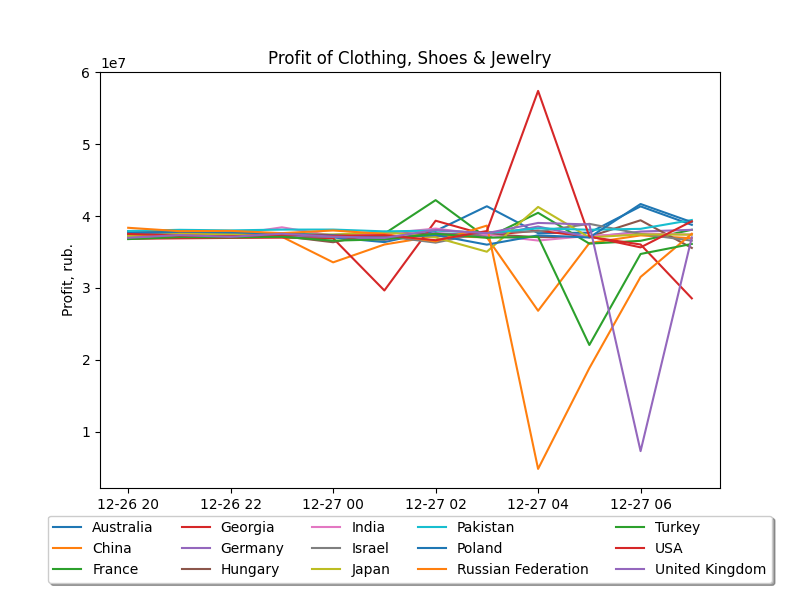 Profit of Clothing, Shoes & Jewelry
1e7
6
5
4
3
2
1
Profit, rub.
12-26 20 12-26 22 12-27 00 12-27 02 12-27 04 12-27 06
Australia Georgia India Pakistan Turkey
China Germany Israel Poland USA
France Hungary Japan Russian Federation United Kingdom